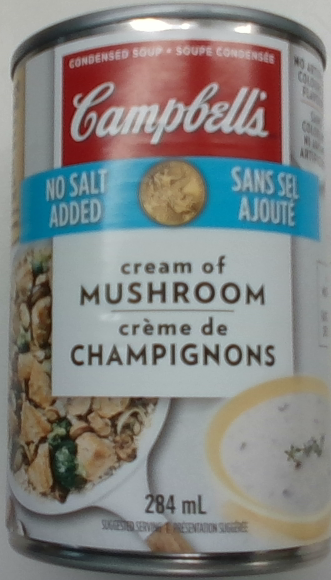 CONDENSED SOUP • SOUPE CONDENSÉE
Campbell's
NO SALT
ADDED
SANS SEL
AJOUTÉ
cream of
MUSHROOM
crème de
CHAMPIGNONS
284 mL
SUGGESTED SERVING | PRÉSENTATION SUGGÉRÉE